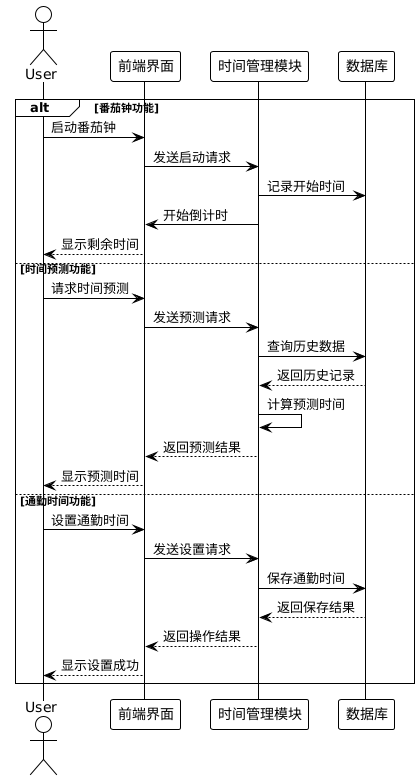 User
前端界面
时间管理模块
数据库
alt
[番茄钟功能]
启动番茄钟
发送启动请求
记录开始时间
开始倒计时
显示剩余时间
[时间预测功能]
请求时间预测
发送预测请求
查询历史数据
返回历史记录
计算预测时间
返回预测结果
显示预测时间
[通勤时间功能]
设置通勤时间
发送设置请求
保存通勤时间
返回保存结果
返回操作结果
显示设置成功
User
前端界面
时间管理模块
数据库